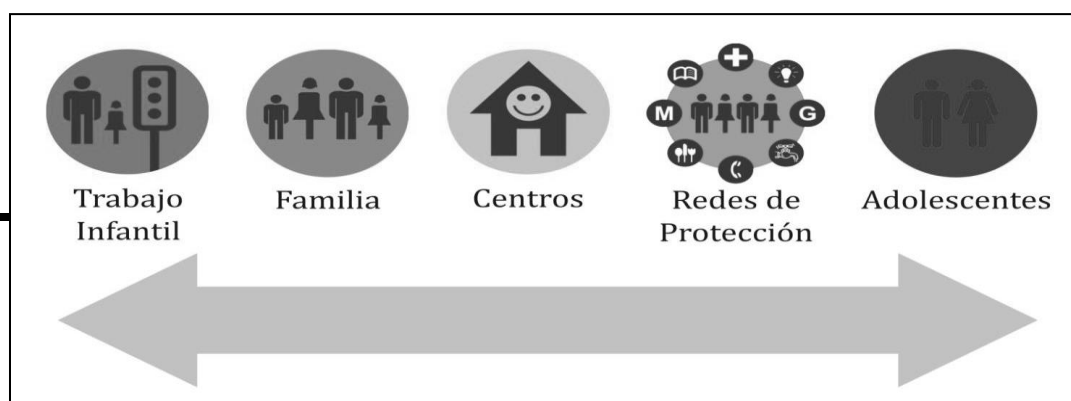 M
G
Trabajo
Infantil
Familia
Centros
Redes de
Protección
Adolescentes